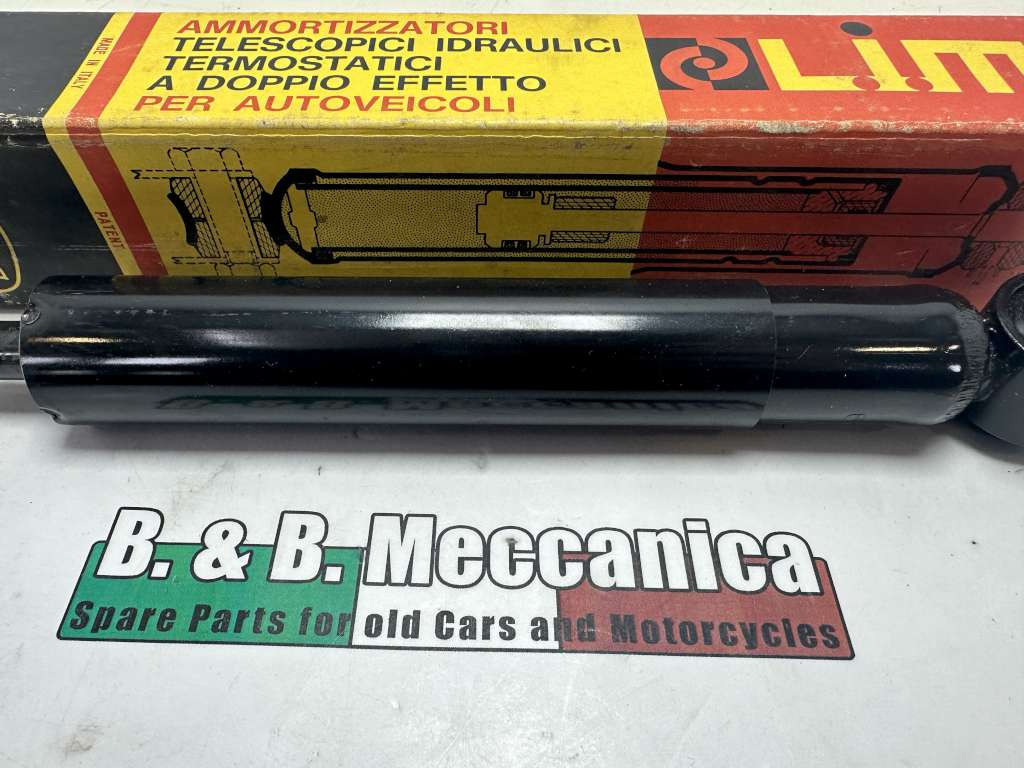 AMMORTIZZATORI
TELESCOPICI IDRAULICI
TERMOSTATICI
A DOPPIO EFFETTO
PER AUTOVEICOLI
MADE IN ITALY
L.i.m
PATENT
B. & B. Meccanica
Spare Parts for old Cars and Motorcycles